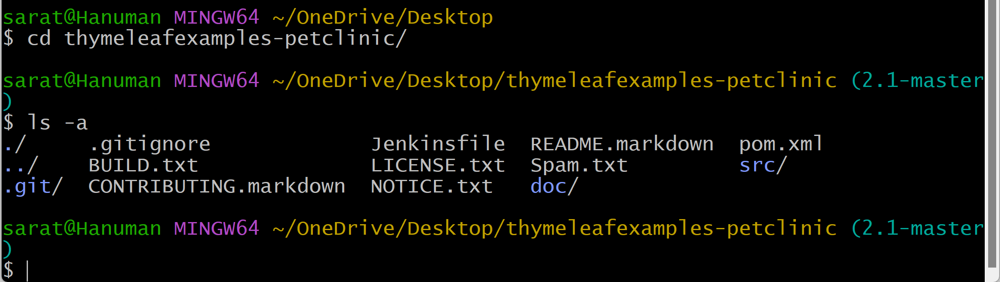 sarat@Hanuman MINGW64 ~/OneDrive/Desktop
$ cd thymeleafexamples-petclinic/
sarat@Hanuman MINGW64 ~/OneDrive/Desktop/thymeleafexamples-petclinic (2.1-master
)
$ ls -a
./ .gitignore Jenkinsfile README.markdown pom.xml
../ BUILD.txt LICENSE.txt Spam.txt src/
.git/ CONTRIBUTING.markdown NOTICE.txt doc/
sarat@Hanuman MINGW64 ~/OneDrive/Desktop/thymeleafexamples-petclinic (2.1-master
)
$